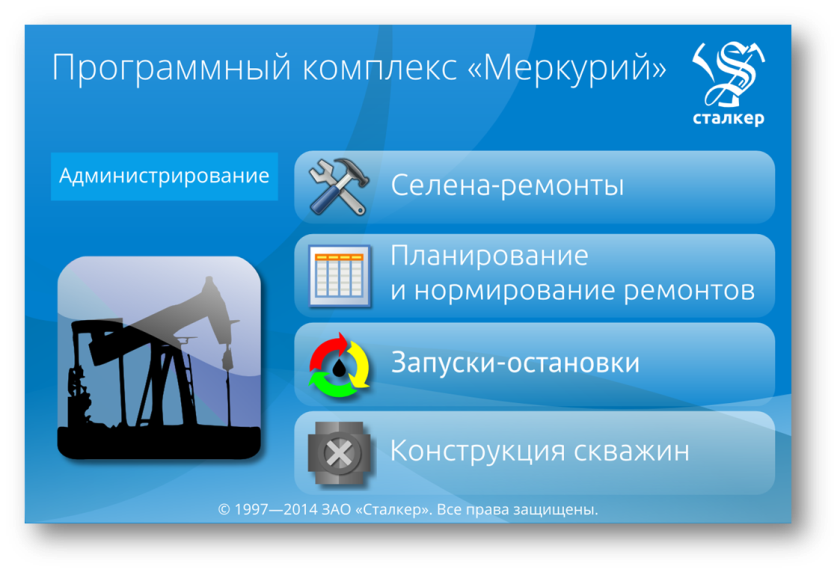 Программный комплекс «Меркурий»
сталкер
Администрирование
Селена-ремонты
Планирование
и нормирование ремонтов
Запуски-остановки
Конструкция скважин
© 1997—2014 ЗАО «Сталкер». Все права защищены.